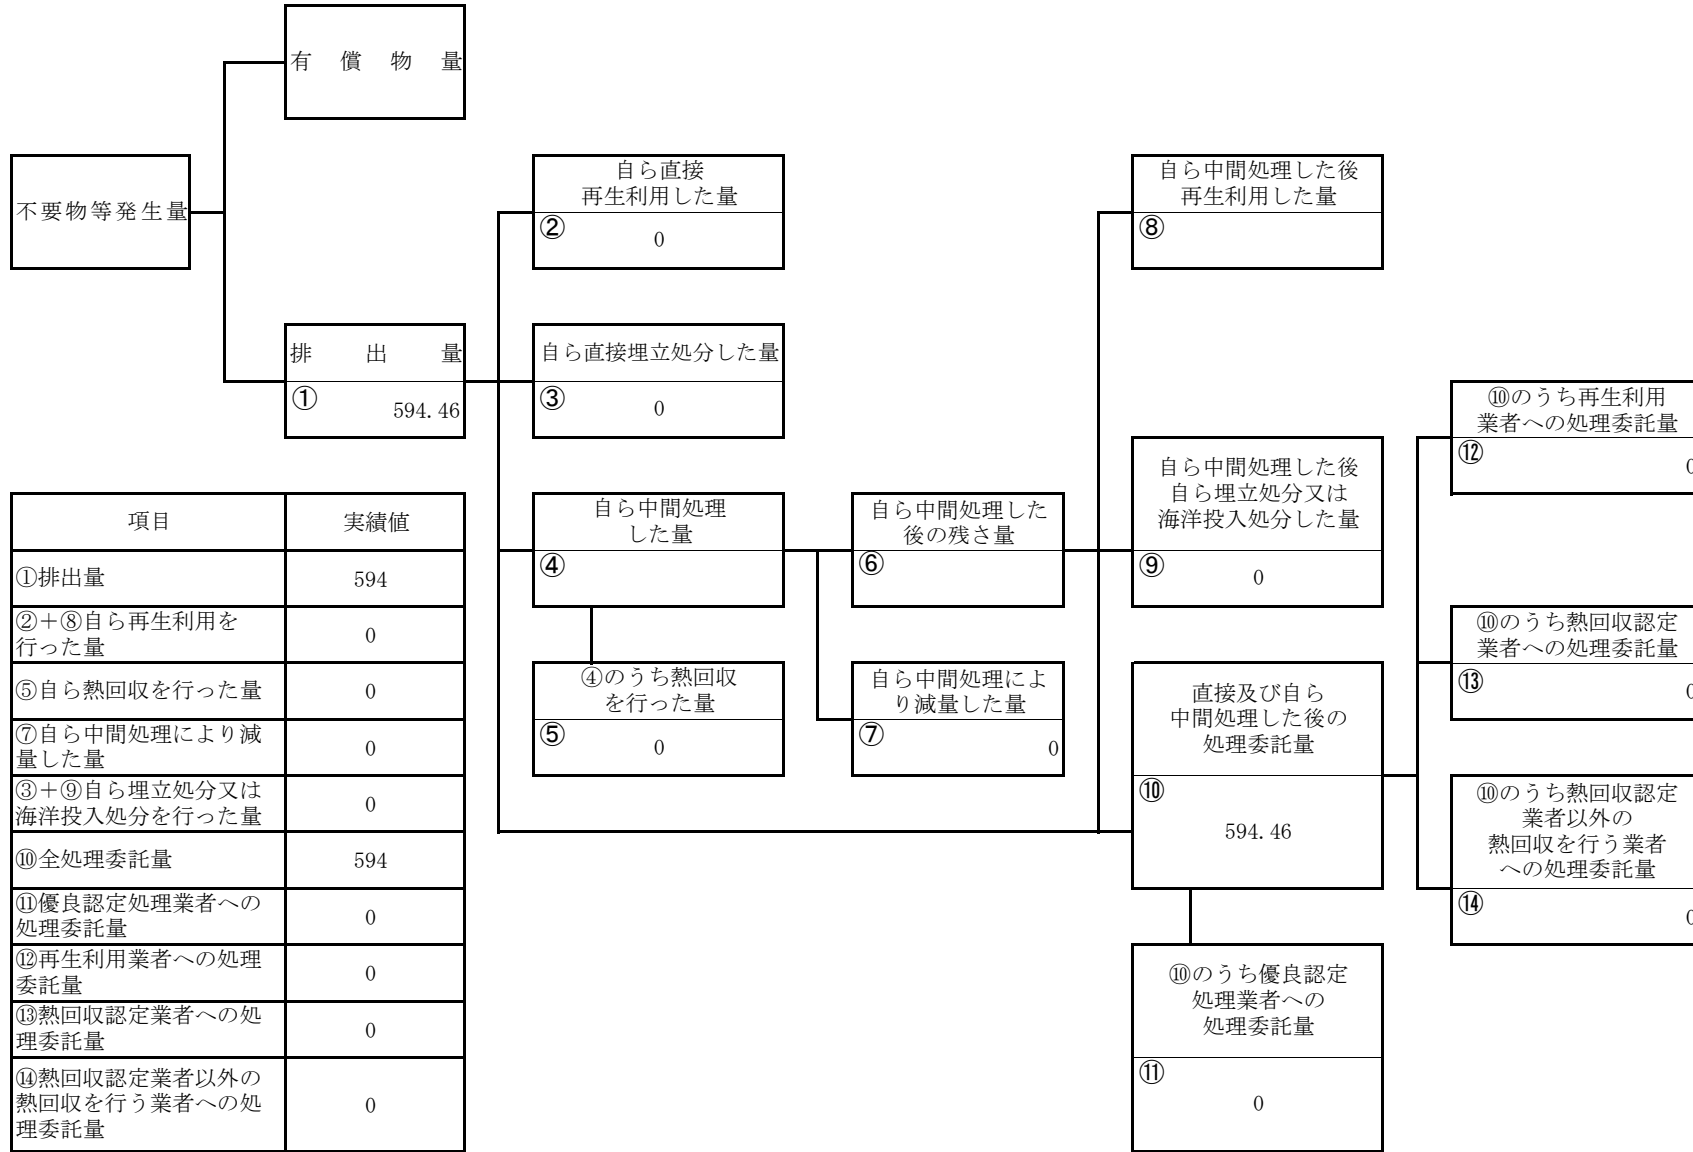 有償物量
不要物等発生量
自ら直接
再生利用した量
② 0
自ら中間処理した後
再生利用した量
⑧
排出量
① 594.46
自ら直接埋立処分した量
③ 0
⑩のうち再生利用
業者への処理委託量
⑫ 0
自ら中間処理した後
自ら埋立処分又は
海洋投入処分した量
⑨ 0
自ら中間処理
した量
④
自ら中間処理した
後の残さ量
⑥
⑩のうち熱回収認定
業者への処理委託量
⑬ 0
④のうち熱回収
を行った量
⑤ 0
自ら中間処理によ
り減量した量
⑦ 0
直接及び自ら
中間処理した後の
処理委託量
⑩
594.46
⑩のうち熱回収認定
業者以外の
熱回収を行う業者
への処理委託量
⑭ 0
⑩のうち優良認定
処理業者への
処理委託量
⑪
0
項目 実績値
①排出量 594
②+⑧自ら再生利用を
行った量 0
⑤自ら熱回収を行った量 0
⑦自ら中間処理により減
量した量 0
③+⑨自ら埋立処分又は
海洋投入処分を行った量 0
⑩全処理委託量 594
⑪優良認定処理業者への
処理委託量 0
⑫再生利用業者への処理
委託量 0
⑬熱回収認定業者への処
理委託量 0
⑭熱回収認定業者以外の
熱回収を行う業者への処
理委託量 0